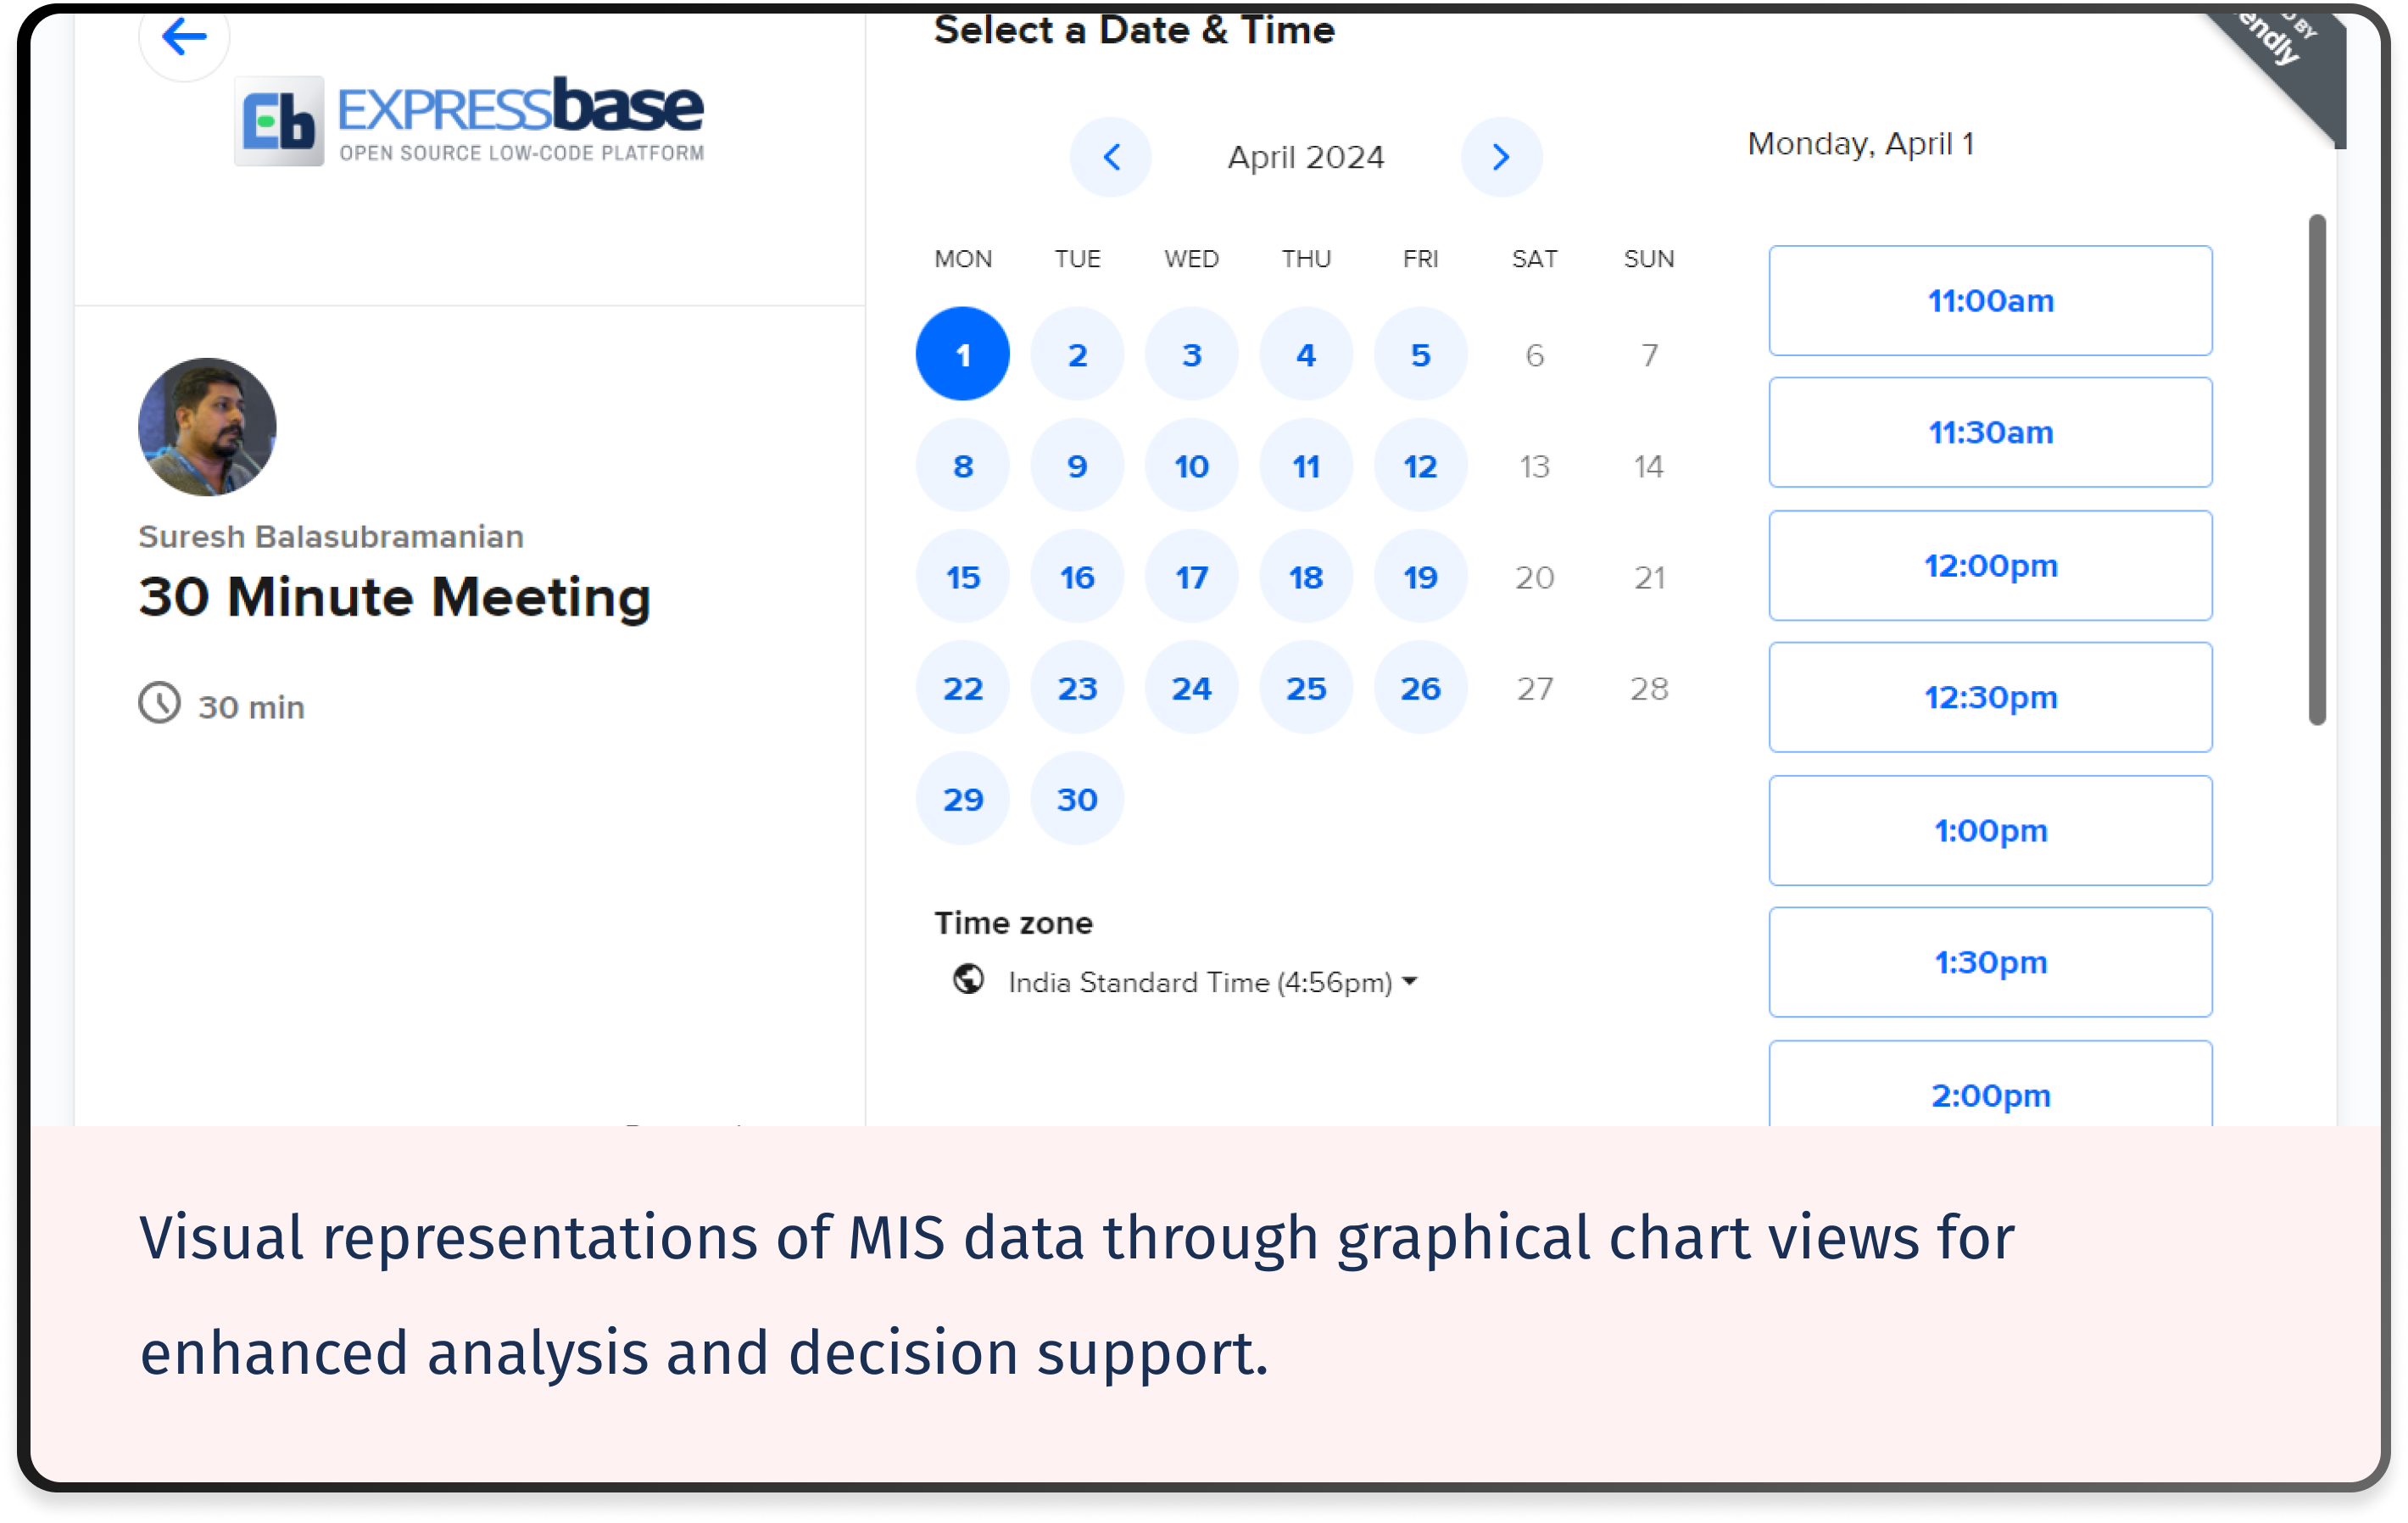 Select a Date & Time
BY
endly
Eb EXPRESSbase
OPEN SOURCE LOW-CODE PLATFORM
April 2024
Monday, April 1
MON TUE WED THU FRI SAT SUN
1 2 3 4 5 6 7
8 9 10 11 12 13 14
15 16 17 18 19 20 21
22 23 24 25 26 27 28
29 30
11:00am
11:30am
12:00pm
12:30pm
1:00pm
1:30pm
2:00pm
Suresh Balasubramanian
30 Minute Meeting
30 min
Time zone
India Standard Time (4:56pm)
Visual representations of MIS data through graphical chart views for
enhanced analysis and decision support.